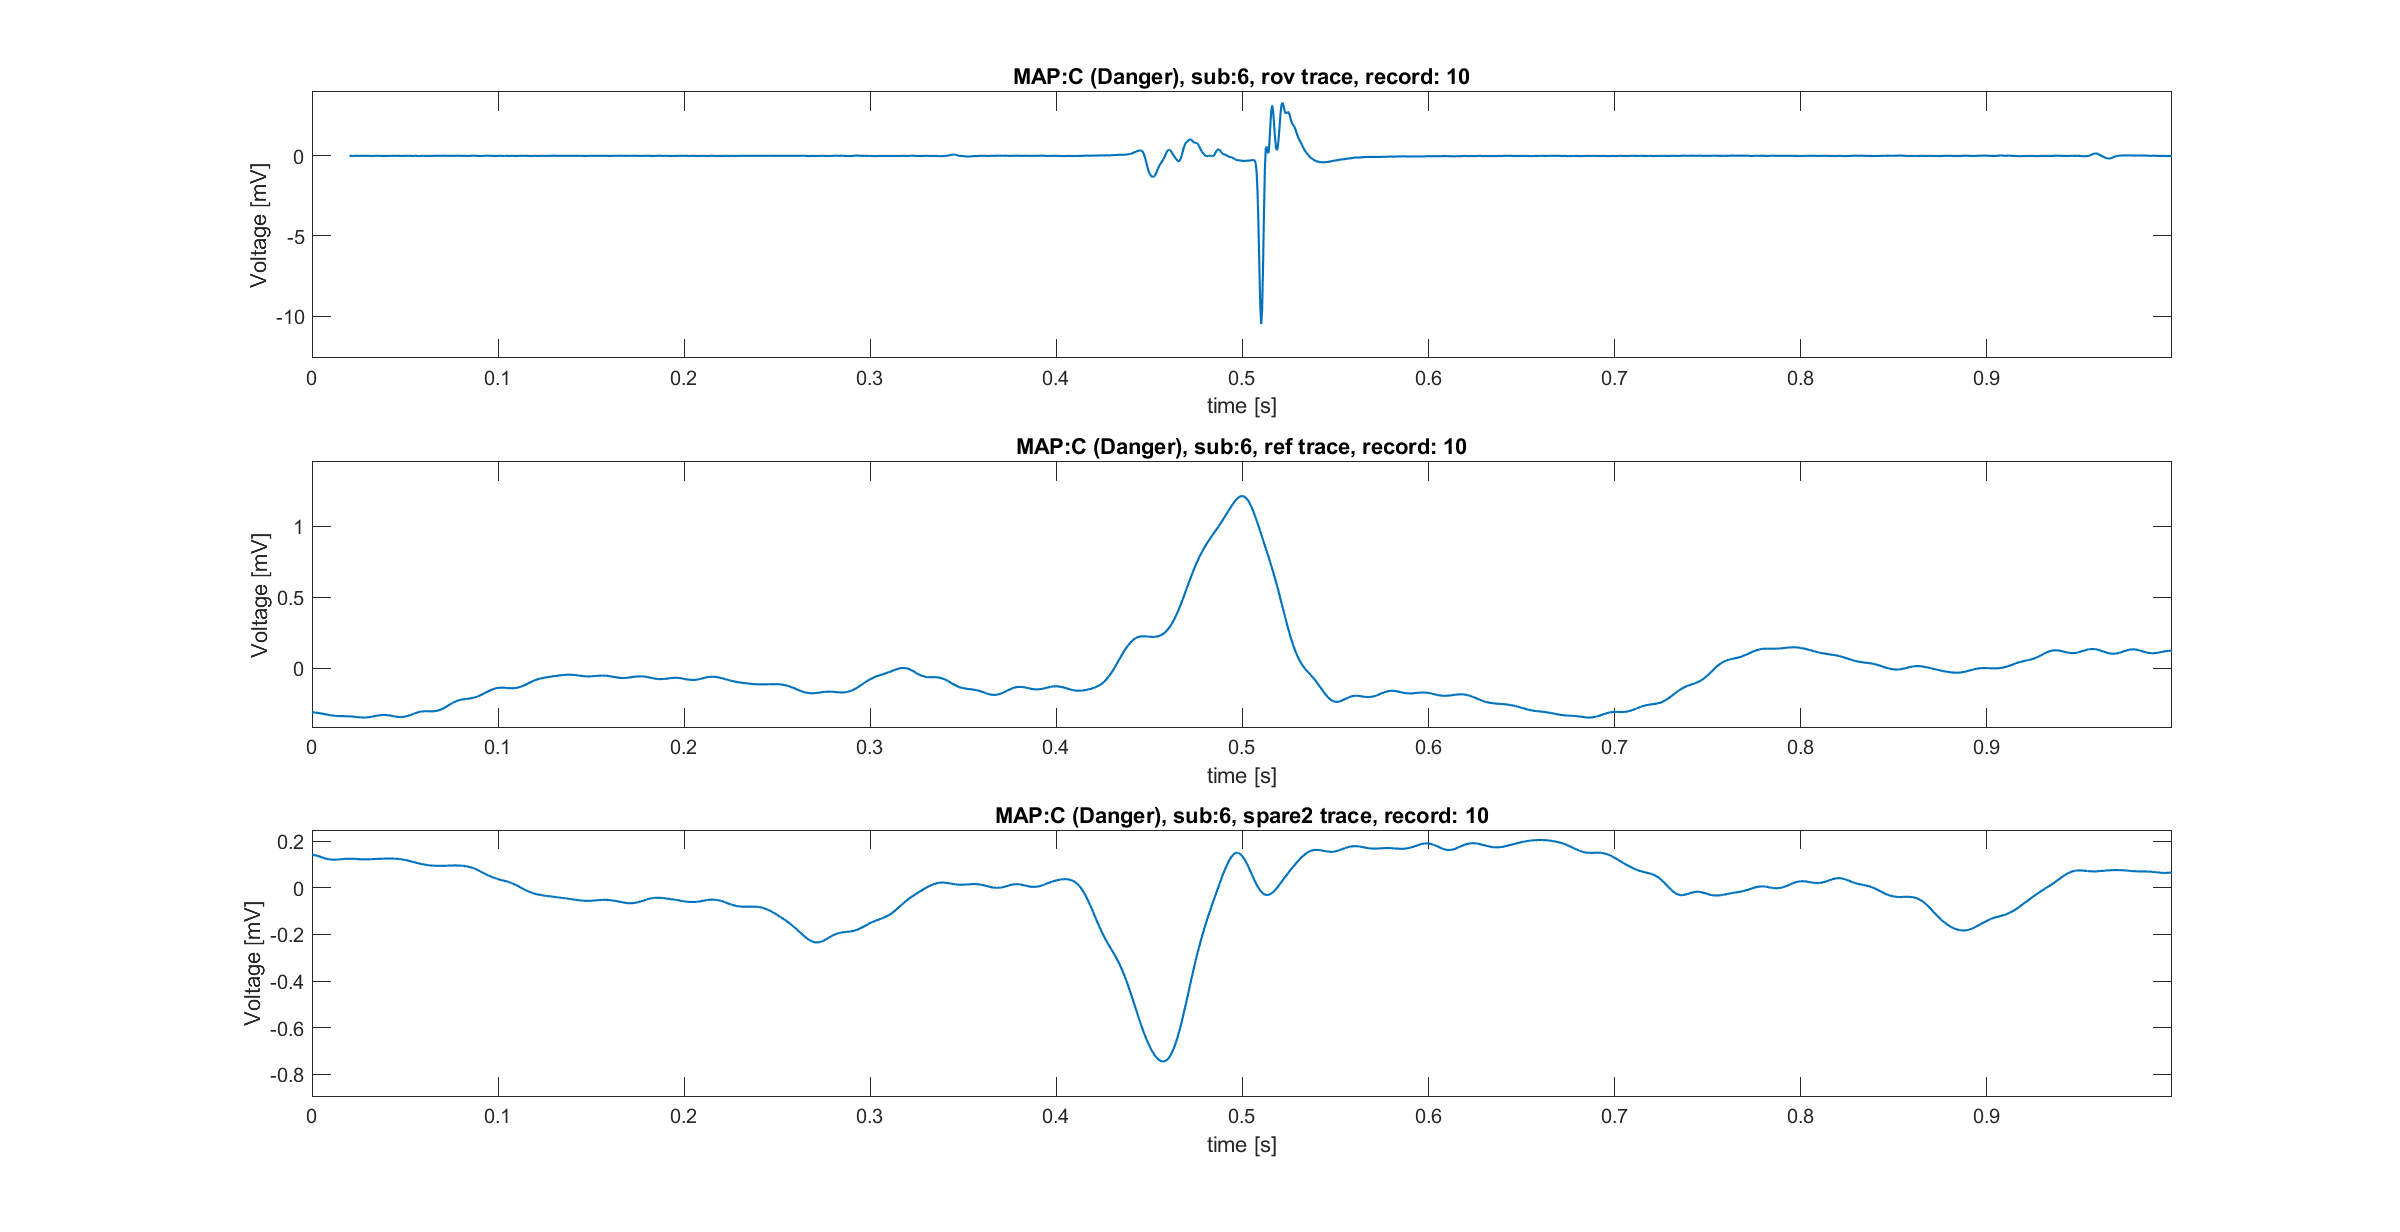 MAP:C (Danger), sub:6, rov trace, record: 10
Voltage [mV]
0
-5
-10
0 0.1 0.2 0.3 0.4 0.5 0.6 0.7 0.8 0.9
time [s]
MAP:C (Danger), sub:6, ref trace, record: 10
Voltage [mV]
1
0.5
0
0 0.1 0.2 0.3 0.4 0.5 0.6 0.7 0.8 0.9
time [s]
MAP:C (Danger), sub:6, spare2 trace, record: 10
Voltage [mV]
0.2
0
-0.2
-0.4
-0.6
-0.8
0 0.1 0.2 0.3 0.4 0.5 0.6 0.7 0.8 0.9
time [s]